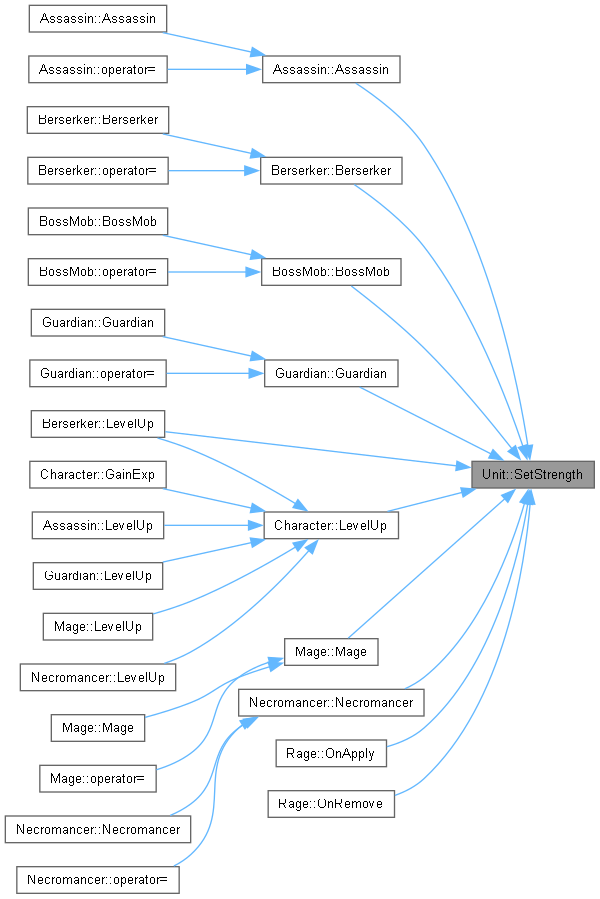 Assassin::Assassin
Assassin::operator=
Assassin::Assassin
Berserker::Berserker
Berserker::operator=
Berserker::Berserker
BossMob::BossMob
BossMob::operator=
BossMob::BossMob
Guardian::Guardian
Guardian::operator=
Guardian::Guardian
Berserker::LevelUp
Character::GainExp
Unit::SetStrength
Assassin::LevelUp
Character::LevelUp
Guardian::LevelUp
Mage::LevelUp
Mage::Mage
Necromancer::LevelUp
Necromancer::Necromancer
Mage::Mage
Rage::OnApply
Mage::operator=
Rage::OnRemove
Necromancer::Necromancer
Necromancer::operator=